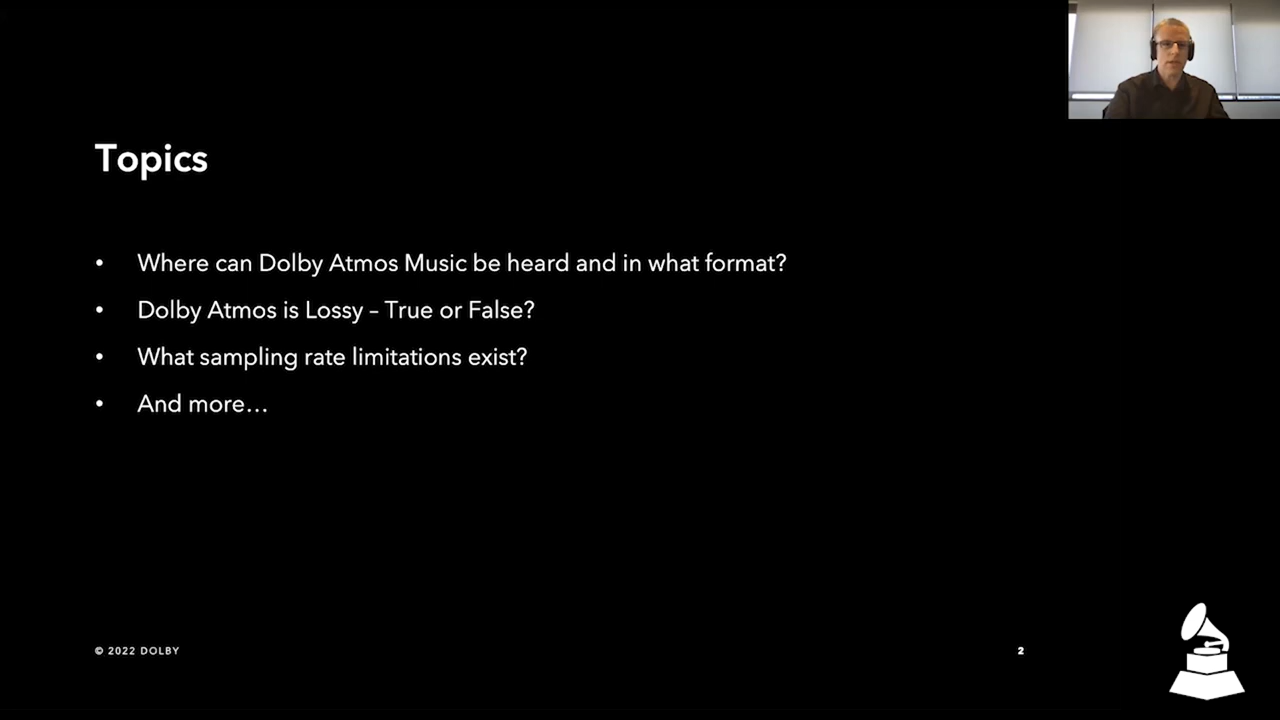 Topics
• Where can Dolby Atmos Music be heard and in what format?
• Dolby Atmos is Lossy – True or False?
• What sampling rate limitations exist?
• And more…
© 2022 DOLBY
2